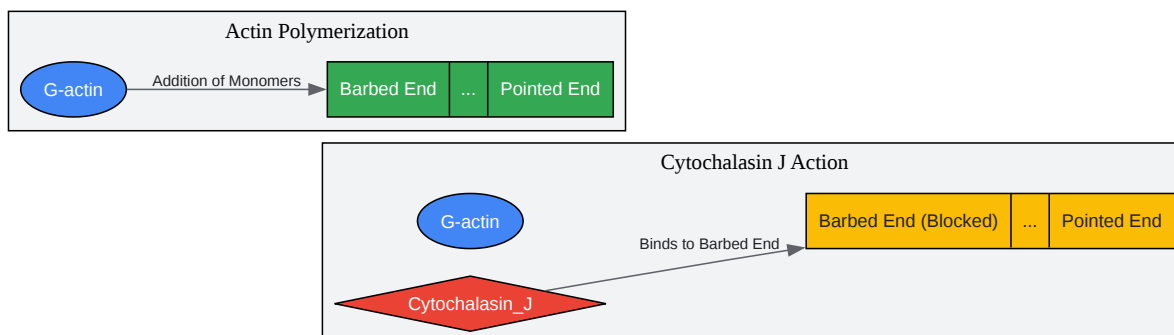 Actin Polymerization
G-actin
Addition of Monomers
Barbed End
...
Pointed End
Cytochalasin J Action
G-actin
Barbed End (Blocked)
...
Pointed End
Binds to Barbed End
Cytochalasin_J